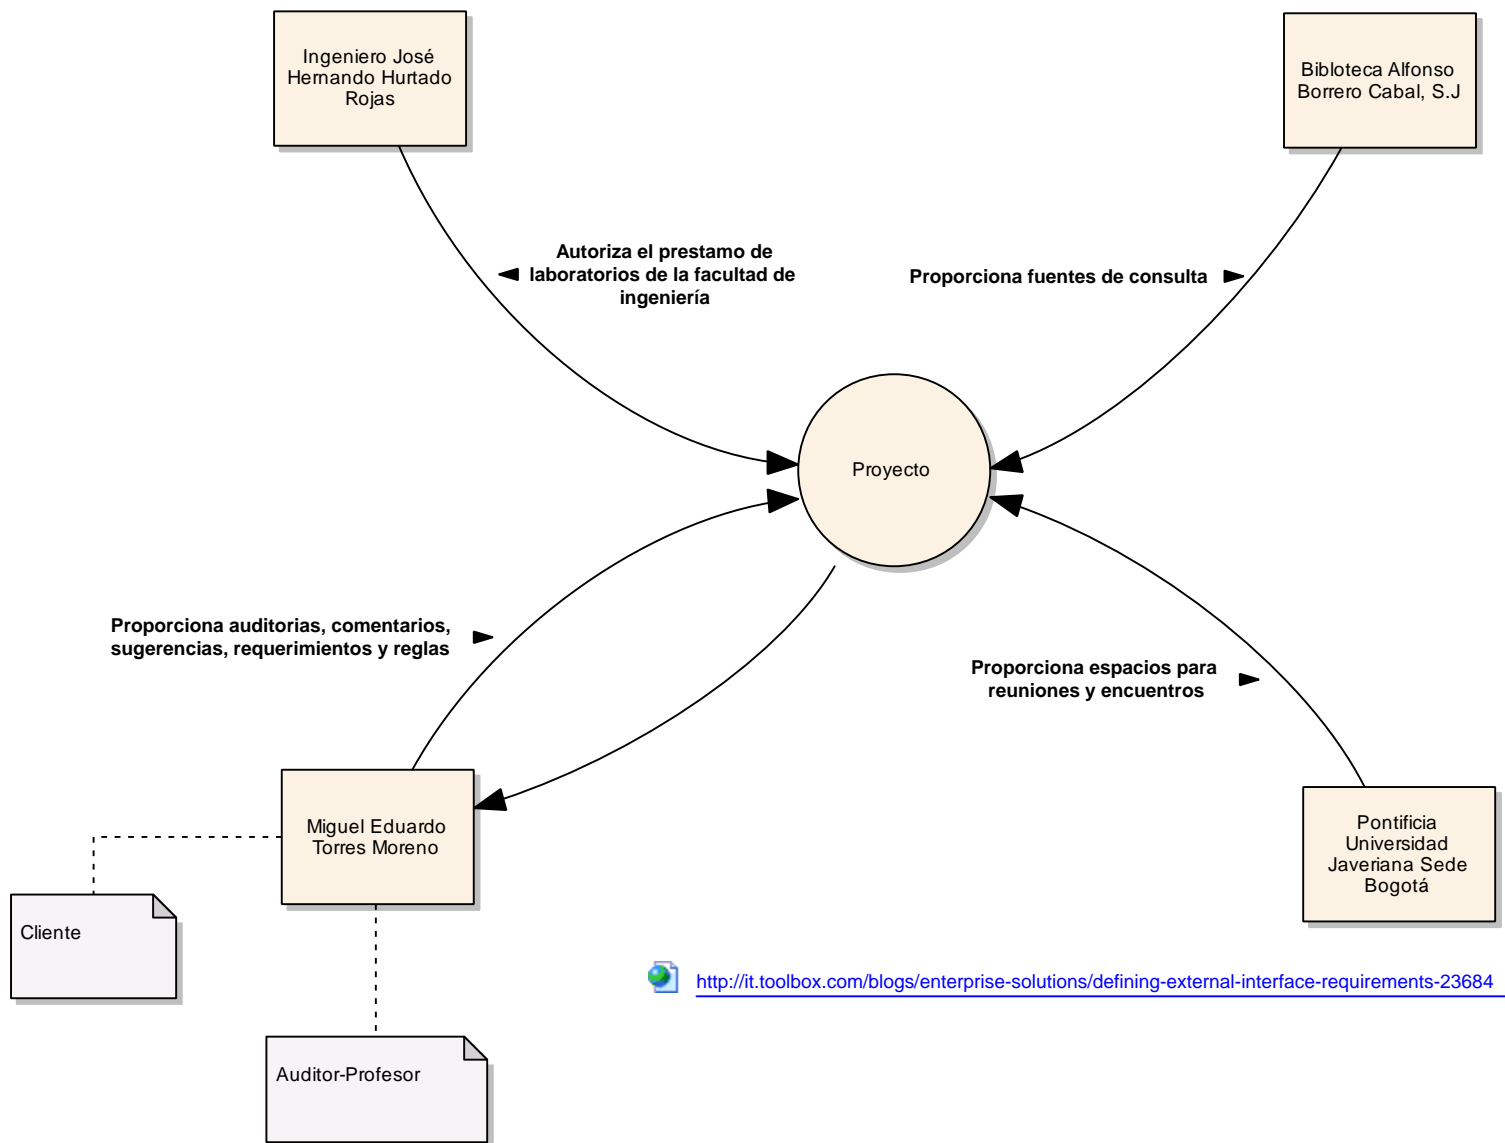 Ingeniero José
Hernando Hurtado
Rojas
Bibloteca Alfonso
Borrero Cabal, S.J
Autoriza el prestamo de
laboratorios de la facultad de
ingeniería
Proporciona fuentes de consulta
Proyecto
Proporciona auditorias, comentarios,
sugerencias, requerimientos y reglas
Proporciona espacios para
reuniones y encuentros
Miguel Eduardo
Torres Moreno
Pontificia
Universidad
Javeriana Sede
Bogotá
Cliente
http://it.toolbox.com/blogs/enterprise-solutions/defining-external-interface-requirements-23684
Auditor-Profesor